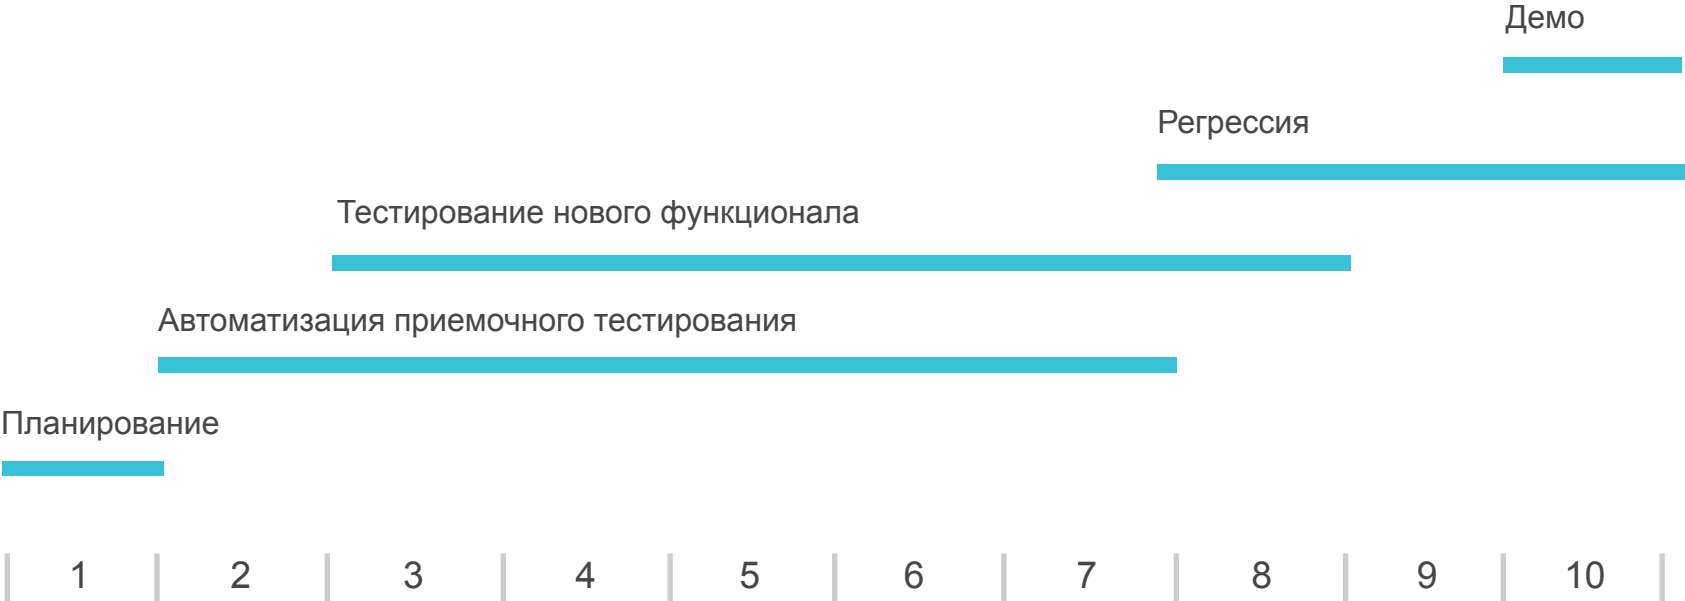 Демо
Регрессия
Тестирование нового функционала
Автоматизация приемочного тестирования
Планирование
1 2 3 4 5 6 7 8 9 10